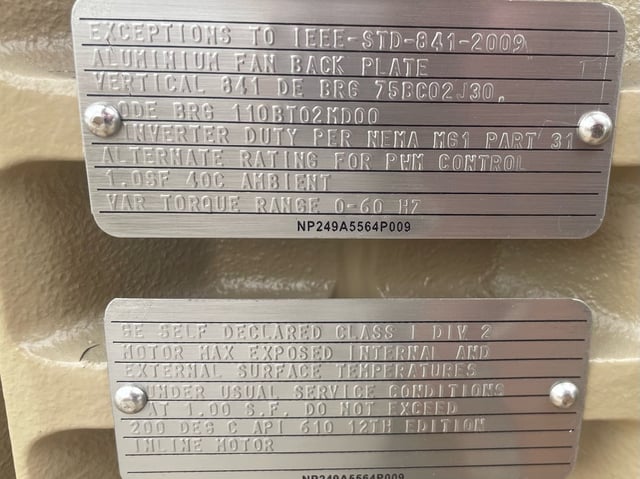 EXCEPTIONS TO IEEE-STD-841-2009
ALUMINIUM FAN BACK PLATE
VERTICAL 841 DE BRG 75BC02J30,
ODE BRG 110BT02MD00
INVERTER DUTY PER NEMA MG1 PART 31
ALTERNATE RATING FOR PWM CONTROL
1.0SF 40C AMBIENT
VAR TORQUE RANGE 0-60 HZ
NP249A5564P009
GE SELF DECLARED CLASS I DIV 2
MOTOR MAX EXPOSED INTERNAL AND
EXTERNAL SURFACE TEMPERATURES
UNDER USUAL SERVICE CONDITIONS
AT 1.00 S.F. DO NOT EXCEED
200 DES C API 610 12TH EDITION
INLINE MOTOR
NP249A5564P009